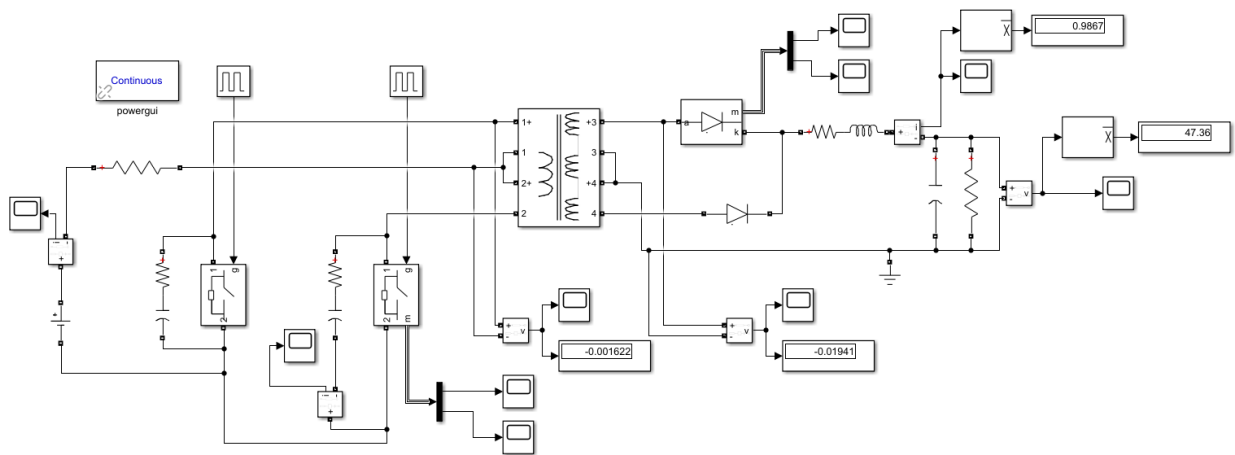 Continuous
powergui
g
1
2
g
1
2
m
i
+
-
i
+
-
1+
1
2+
2
+3
3
+4
4
a
m
k
+
-
i
x
0.9867
x
47.36
+
-
v
+
-
v
-0.001622
+
-
v
-0.01941